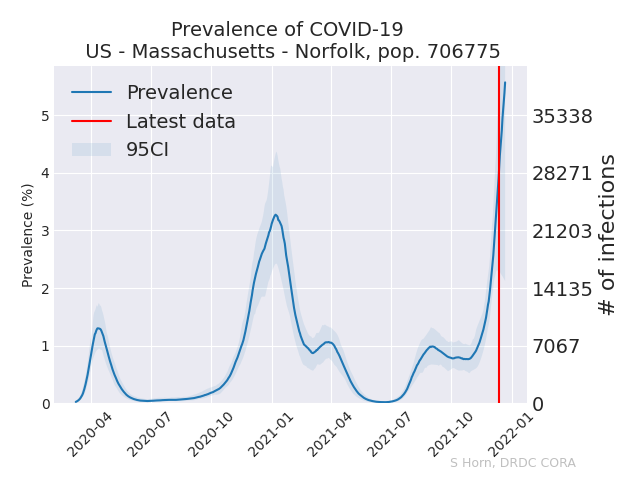 Prevalence of COVID-19
US - Massachusetts - Norfolk, pop. 706775
Prevalence
Latest data
95CI
Prevalence (%)
5
4
3
2
1
0
35338
28271
21203
14135
7067
0
# of infections
2020-04
2020-07
2020-10
2021-01
2021-04
2021-07
2021-10
2022-01
S Horn, DRDC CORA